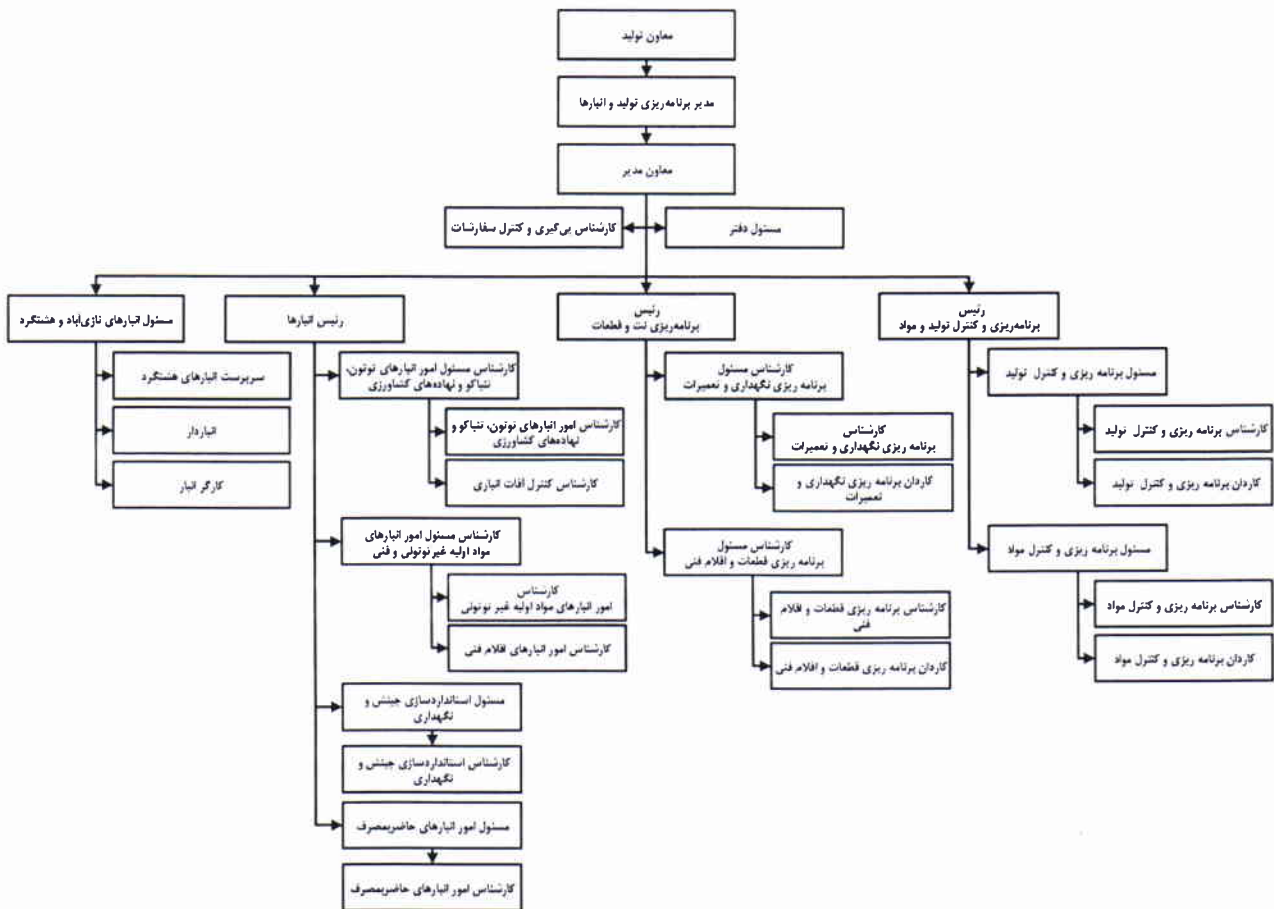 معاون تولید
مدیر برنامه‌ریزی تولید و انبارها
معاون مدیر
مسئول دفتر
کارشناس پی‌گیری و کنترل سفارشات
رئیس
برنامه‌ریزی و کنترل تولید و مواد
مسئول برنامه ریزی و کنترل تولید
کارشناس برنامه ریزی و کنترل تولید
کاردان برنامه ریزی و کنترل تولید
مسئول برنامه ریزی و کنترل مواد
کارشناس برنامه ریزی و کنترل مواد
کاردان برنامه ریزی و کنترل مواد
رئیس
برنامه‌ریزی نت و قطعات
کارشناس مسئول
برنامه ریزی نگهداری و تعمیرات
کارشناس
برنامه ریزی نگهداری و تعمیرات
کاردان برنامه ریزی نگهداری و
تعمیرات
کارشناس مسئول
برنامه ریزی قطعات و اقلام فنی
کارشناس برنامه ریزی قطعات و اقلام
فنی
کاردان برنامه ریزی قطعات و اقلام فنی
رئیس انبارها
کارشناس مسئول امور انبارهای توتون،
تنباکو و نهاده‌های کشاورزی
کارشناس امور انبارهای توتون، تنباکو و
نهاده‌های کشاورزی
کارشناس کنترل آفات انباری
کارشناس مسئول امور انبارهای
مواد اولیه غیرتوتونی و فنی
کارشناس
امور انبارهای مواد اولیه غیر توتونی
کارشناس امور انبارهای اقلام فنی
مسئول استانداردسازی چینش و
نگهداری
کارشناس استانداردسازی چینش و
نگهداری
مسئول امور انبارهای حاضربمصرف
کارشناس امور انبارهای حاضربمصرف
مسئول انبارهای نازی‌آباد و هشتگرد
سرپرست انبارهای هشتگرد
انباردار
کارگر انبار